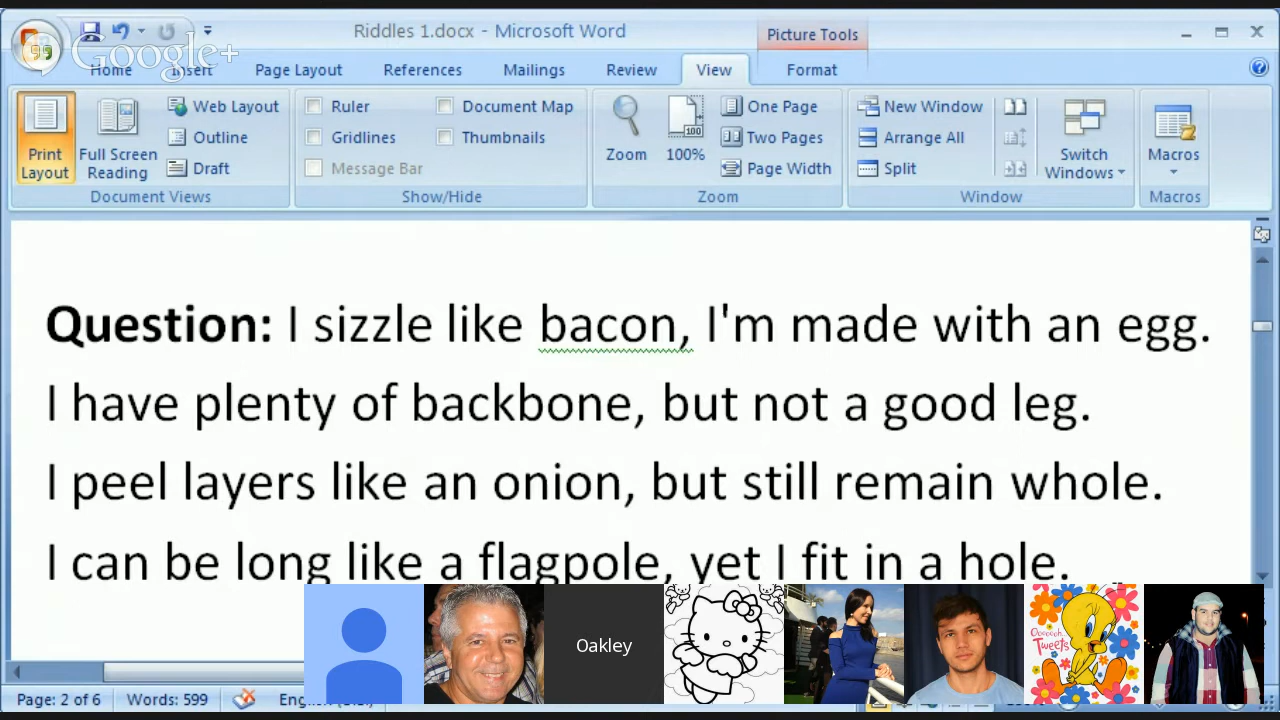 Riddles 1.docx - Microsoft Word
Picture Tools
Google+
Home Insert Page Layout References Mailings Review View Format
Print Layout
Full Screen Reading
Web Layout
Outline
Draft
Document Views
Ruler
Gridlines
Message Bar
Document Map
Thumbnails
Show/Hide
Zoom
100%
One Page
Two Pages
Page Width
Zoom
New Window
Arrange All
Split
Switch Windows
Window
Macros
Macros
Question: I sizzle like bacon, I'm made with an egg.
I have plenty of backbone, but not a good leg.
I peel layers like an onion, but still remain whole.
I can be long like a flagpole, yet I fit in a hole.
Oakley
Tweets
Page: 2 of 6 Words: 599